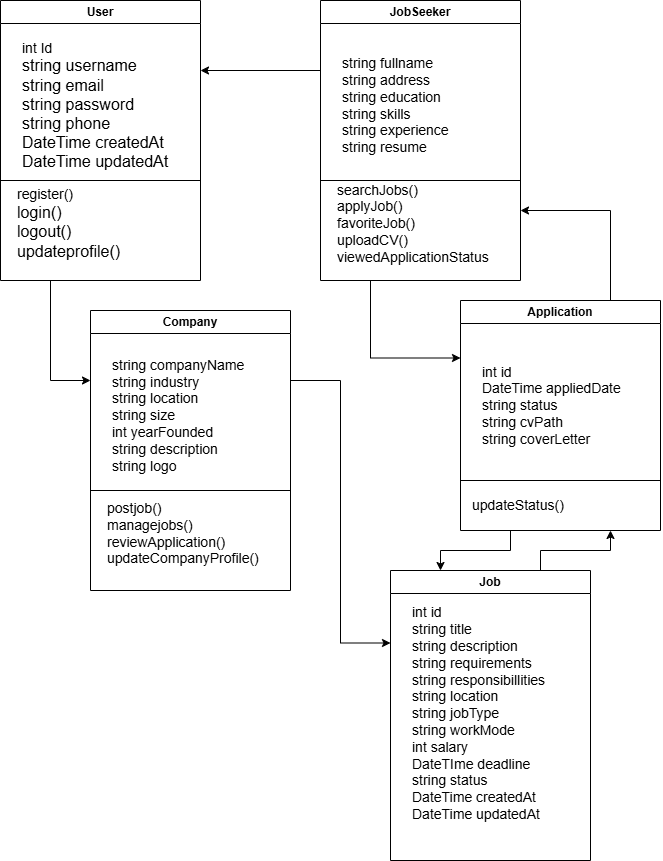 User
int Id
string username
string email
string password
string phone
DateTime createdAt
DateTime updatedAt
register()
login()
logout()
updateprofile()
JobSeeker
string fullname
string address
string education
string skills
string experience
string resume
searchJobs()
applyJob()
favoriteJob()
uploadCV()
viewedApplicationStatus
Company
string companyName
string industry
string location
string size
int yearFounded
string description
string logo
postjob()
managejobs()
reviewApplication()
updateCompanyProfile()
Application
int id
DateTime appliedDate
string status
string cvPath
string coverLetter
updateStatus()
Job
int id
string title
string description
string requirements
string responsibillities
string location
string jobType
string workMode
int salary
DateTIme deadline
string status
DateTime createdAt
DateTime updatedAt